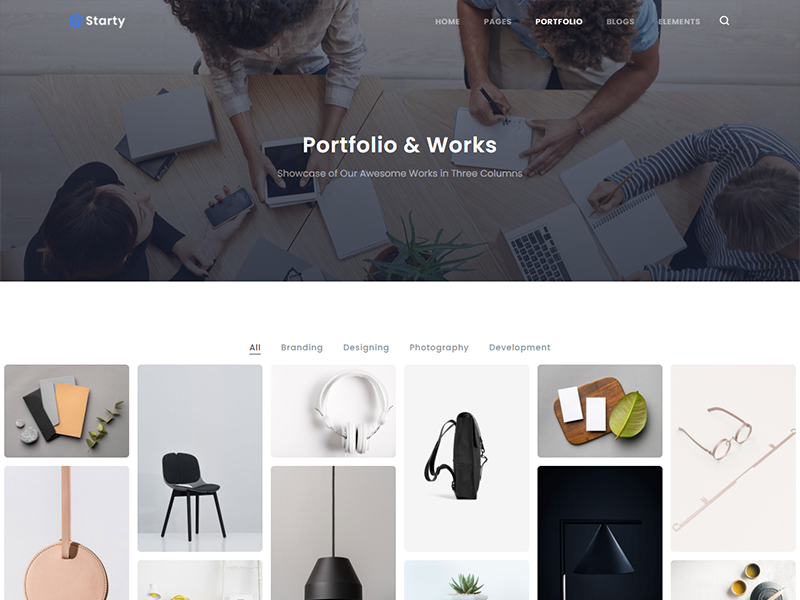 Starty
HOME PAGES PORTFOLIO BLOGS ELEMENTS
Portfolio & Works
Showcase of Our Awesome Works in Three Columns
All Branding Designing Photography Development